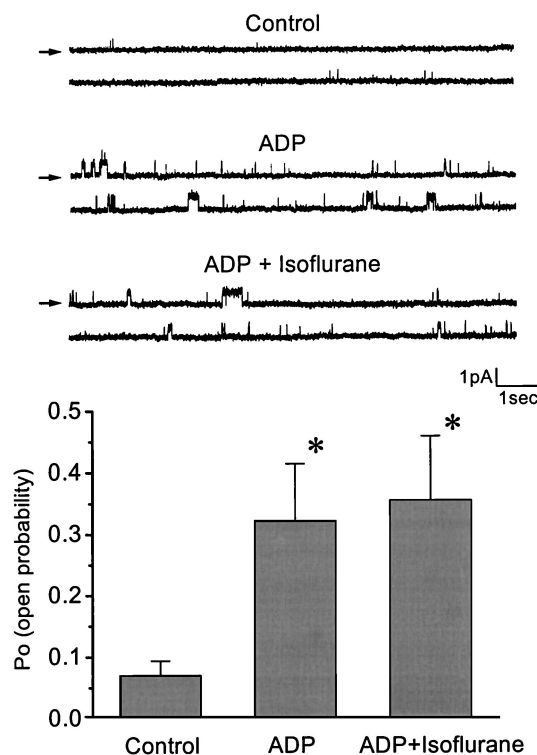 Control
ADP
ADP + Isoflurane
1pA
1sec
0.5
0.4
0.3
0.2
0.1
0.0
Po (open probability)
*
*
Control
ADP
ADP+Isoflurane